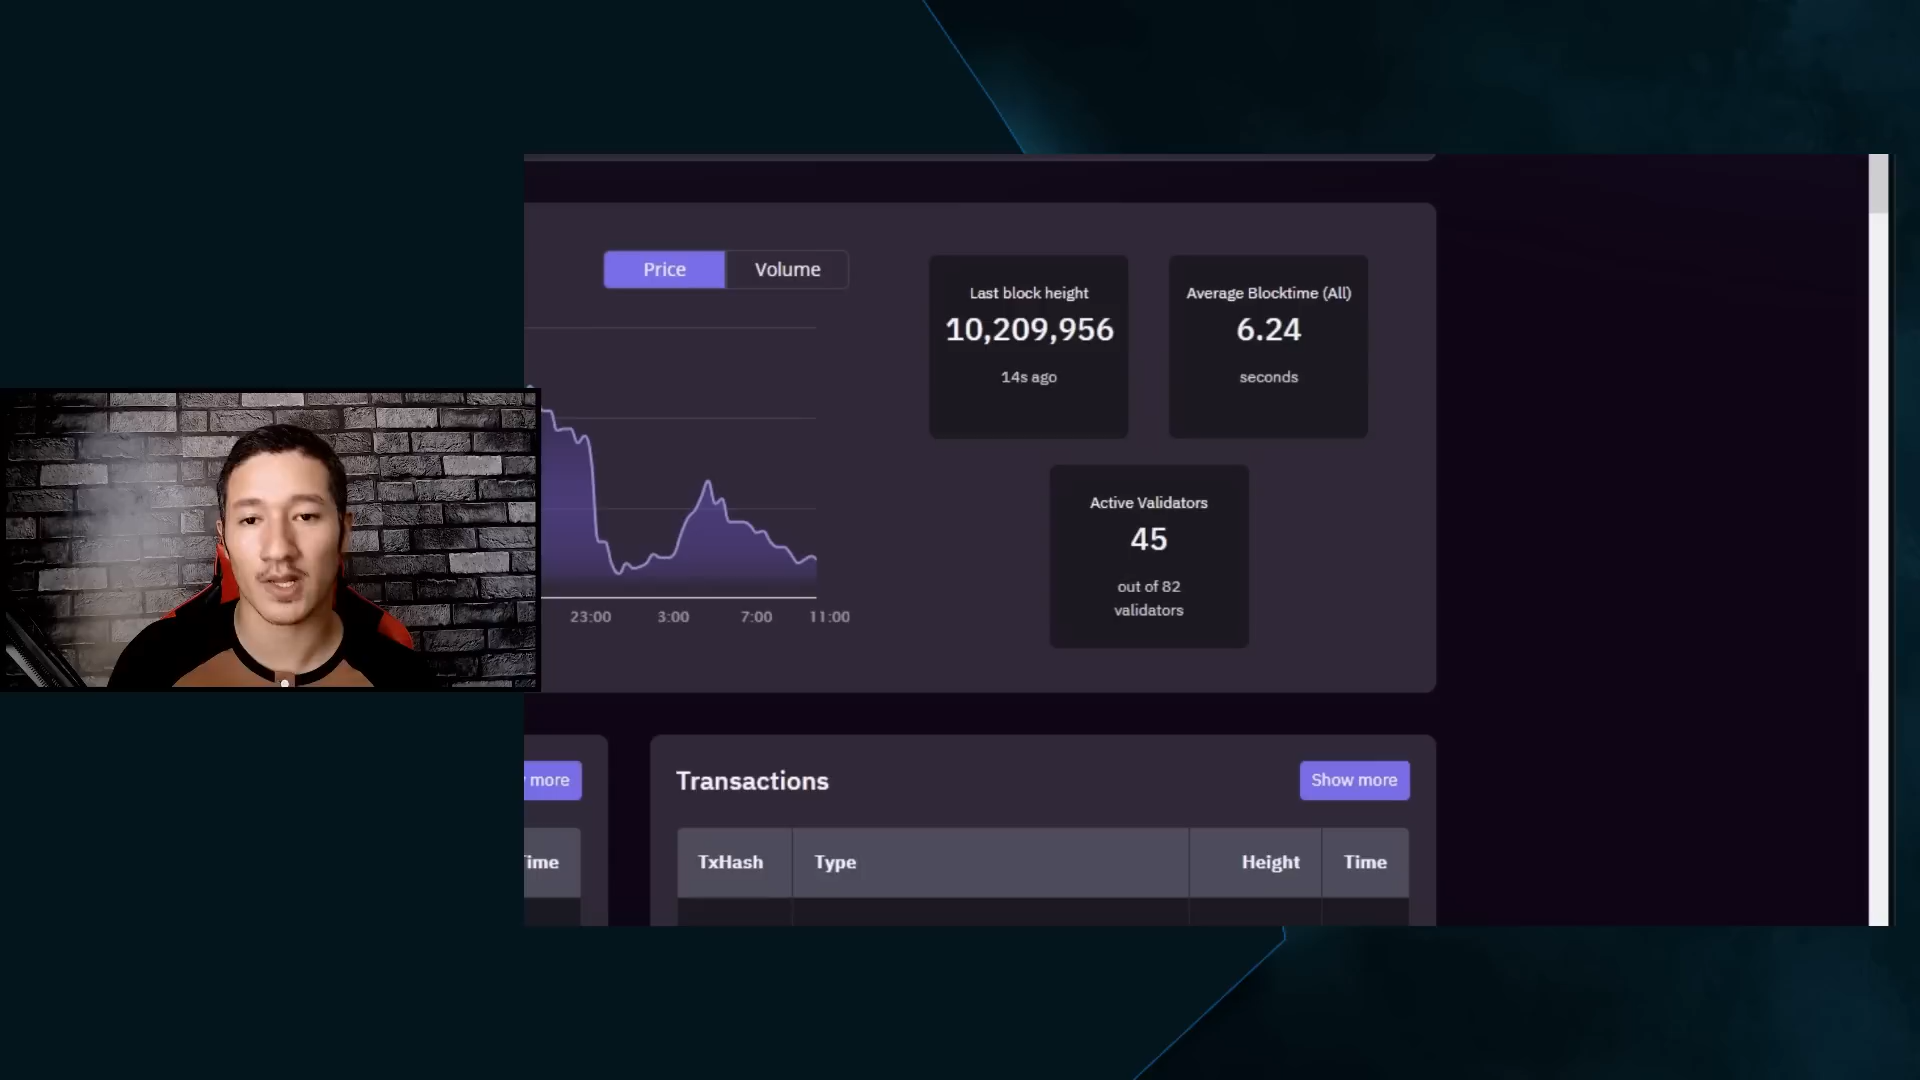 Price
Volume
Last block height
10,209,956
14s ago
Average Blocktime (All)
6.24
seconds
Active Validators
45
out of 82
validators
23:00
3:00
7:00
11:00
more
Transactions
Show more
TxHash
Type
Height
Time